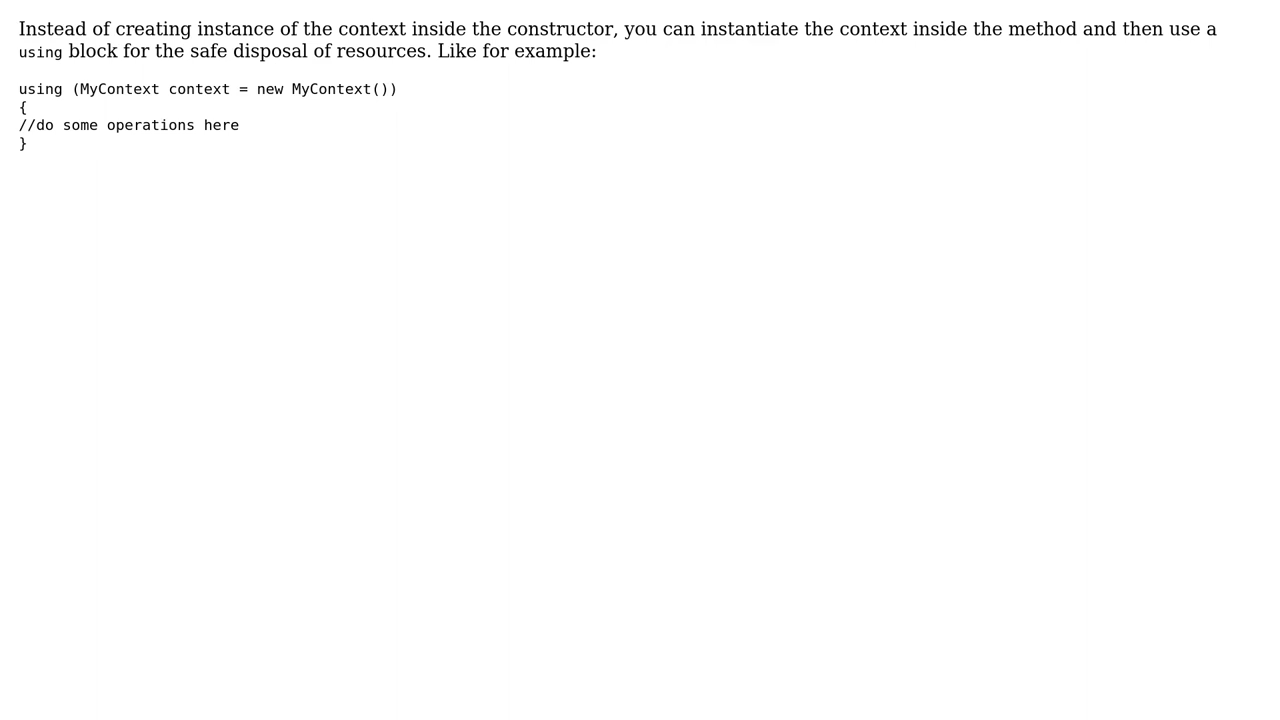 Instead of creating instance of the context inside the constructor, you can instantiate the context inside the method and then use a
using block for the safe disposal of resources. Like for example:
using (MyContext context = new MyContext())
{
//do some operations here
}